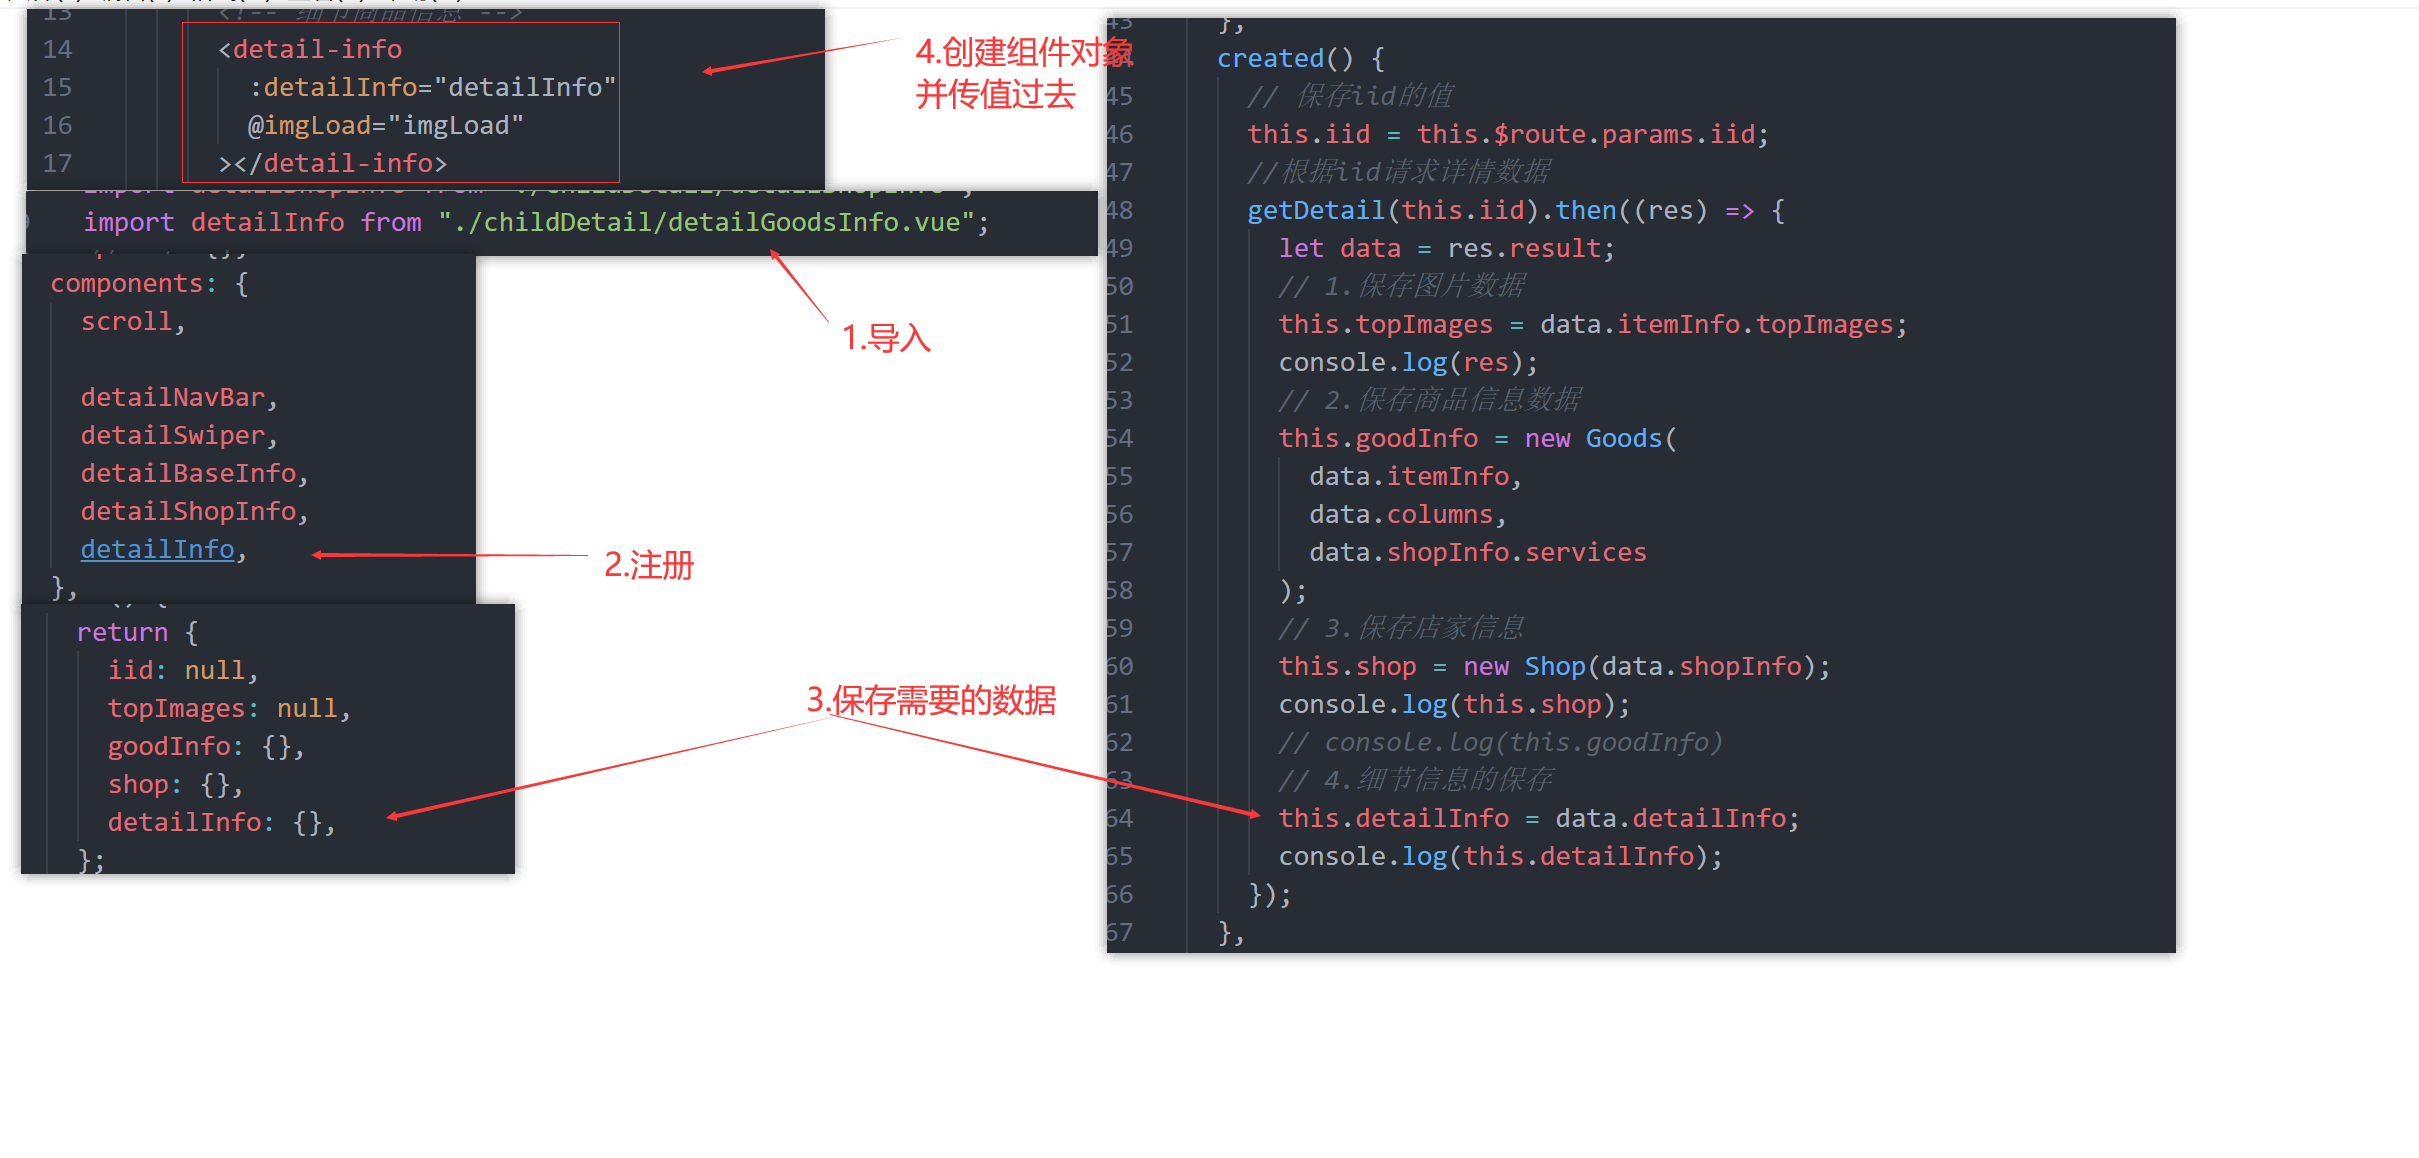 <!-- 细节商品信息 -->
14 <detail-info
15 :detailInfo="detailInfo"
16 @imgLoad="imgLoad"
17 ></detail-info>
4.创建组件对象
并传值过去
import detailInfo from "./childDetail/detailGoodsInfo.vue";
1.导入
components: {
scroll,
detailNavBar,
detailSwiper,
detailBaseInfo,
detailShopInfo,
detailInfo,
},
2.注册
return {
iid: null,
topImages: null,
goodInfo: {},
shop: {},
detailInfo: {},
};
3.保存需要的数据
43 },
created() {
45 // 保存iid的值
46 this.iid = this.$route.params.iid;
47 //根据iid请求详情数据
48 getDetail(this.iid).then((res) => {
49 let data = res.result;
50 // 1.保存图片数据
51 this.topImages = data.itemInfo.topImages;
52 console.log(res);
53 // 2.保存商品信息数据
54 this.goodInfo = new Goods(
55 data.itemInfo,
56 data.columns,
57 data.shopInfo.services
58 );
59 // 3.保存店家信息
60 this.shop = new Shop(data.shopInfo);
61 console.log(this.shop);
62 // console.log(this.goodInfo)
63 // 4.细节信息的保存
64 this.detailInfo = data.detailInfo;
65 console.log(this.detailInfo);
66 });
67 },